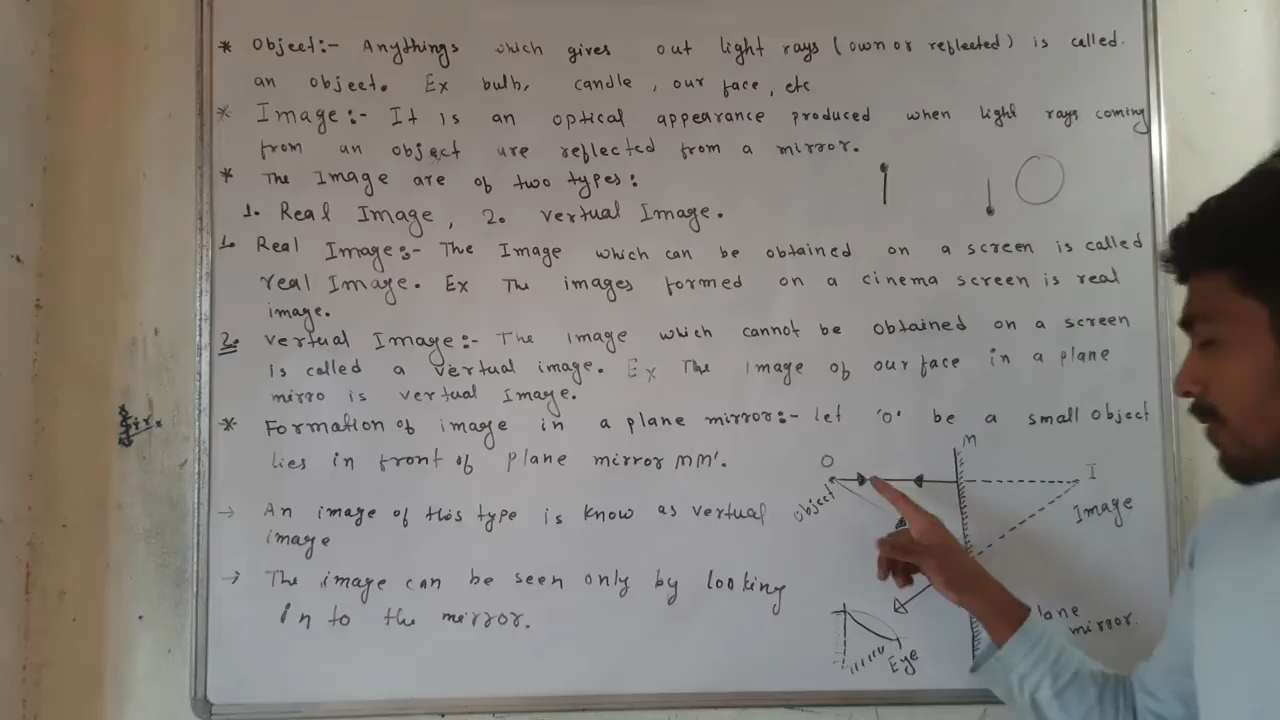 * Object:- Anythings which gives out light rays (own or reflected) is called.
an object. Ex bulb, candle, our face, etc
* Image:- It is an optical appearance produced when light rays coming
from an object are reflected from a mirror.
* The Image are of two types:
1. Real Image, 2. Vertual Image.
1. Real Image:- The Image which can be obtained on a screen is called
real Image. Ex The images formed on a cinema screen is real
image.
2. Vertual Image:- The image which cannot be obtained on a screen
is called a vertual image. Ex The image of our face in a plane
mirro is vertual Image.
* Formation of image in a plane mirror:- let 'O' be a small object
lies in front of plane mirror MM'.
→ An image of this type is know as vertual
image
→ The image can be seen only by looking
in to the mirror.
M
O
I
Object
Image
lane
mirror.
Eye